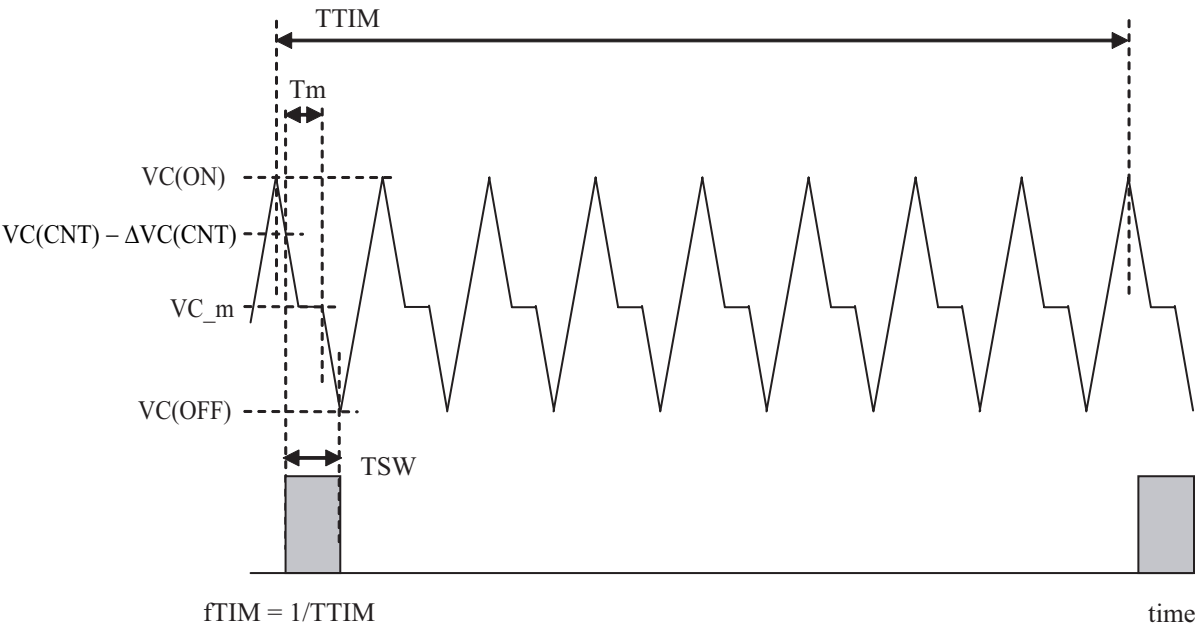 TTIM
Tm
VC(ON)
VC(CNT) – ΔVC(CNT)
VC_m
VC(OFF)
TSW
fTIM = 1/TTIM
time